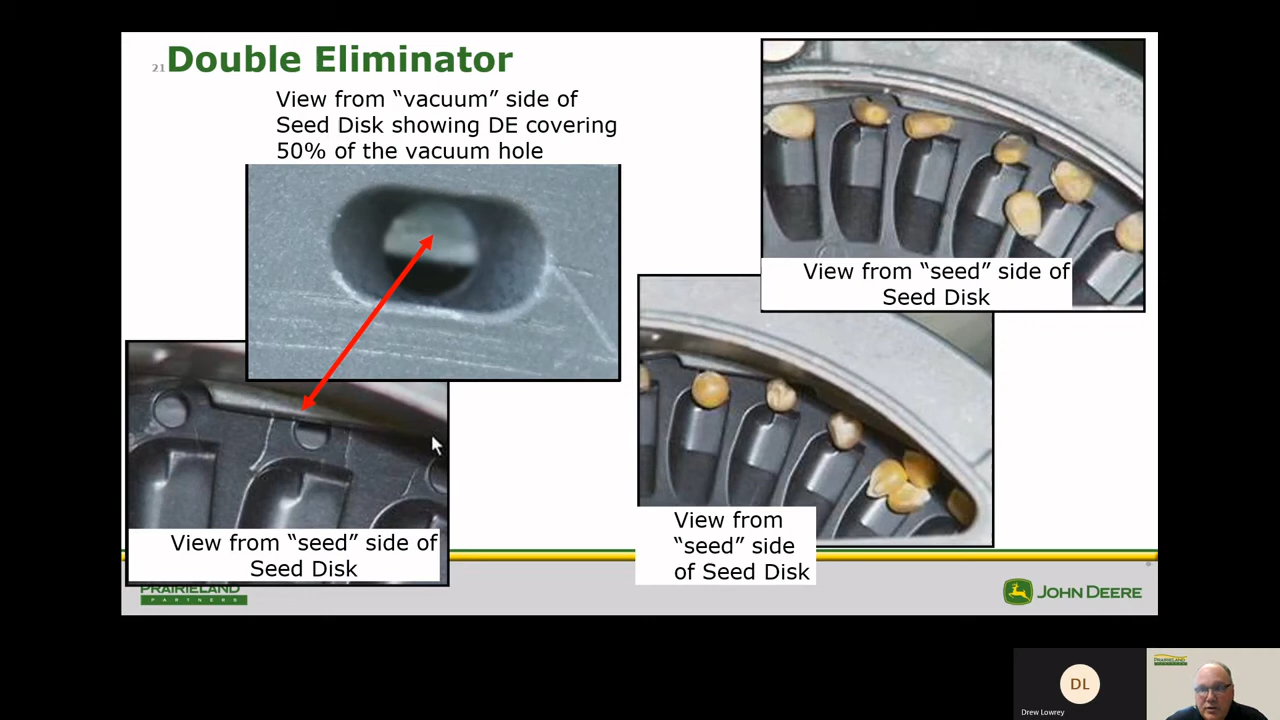 21
Double Eliminator
View from “vacuum” side of
Seed Disk showing DE covering
50% of the vacuum hole
View from “seed” side of
Seed Disk
View from
“seed” side
of Seed Disk
View from “seed” side of
Seed Disk
PRAIRIELAND
PARTNERS
JOHN DEERE
DL
Drew Lowrey
PRAIRIELAND